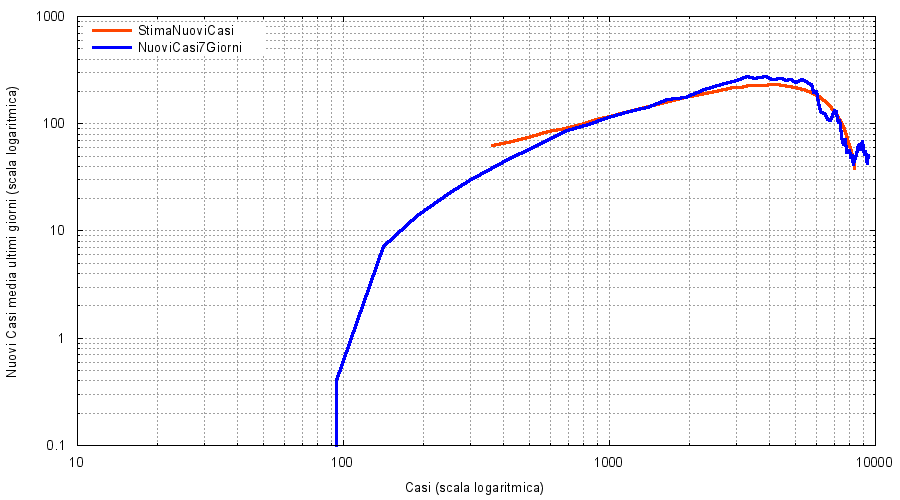 1000
StimaNuoviCasi
NuoviCasi7Giorni
100
10
1
0.1
10
100
1000
10000
Nuovi Casi media ultimi giorni (scala logaritmica)
Casi (scala logaritmica)